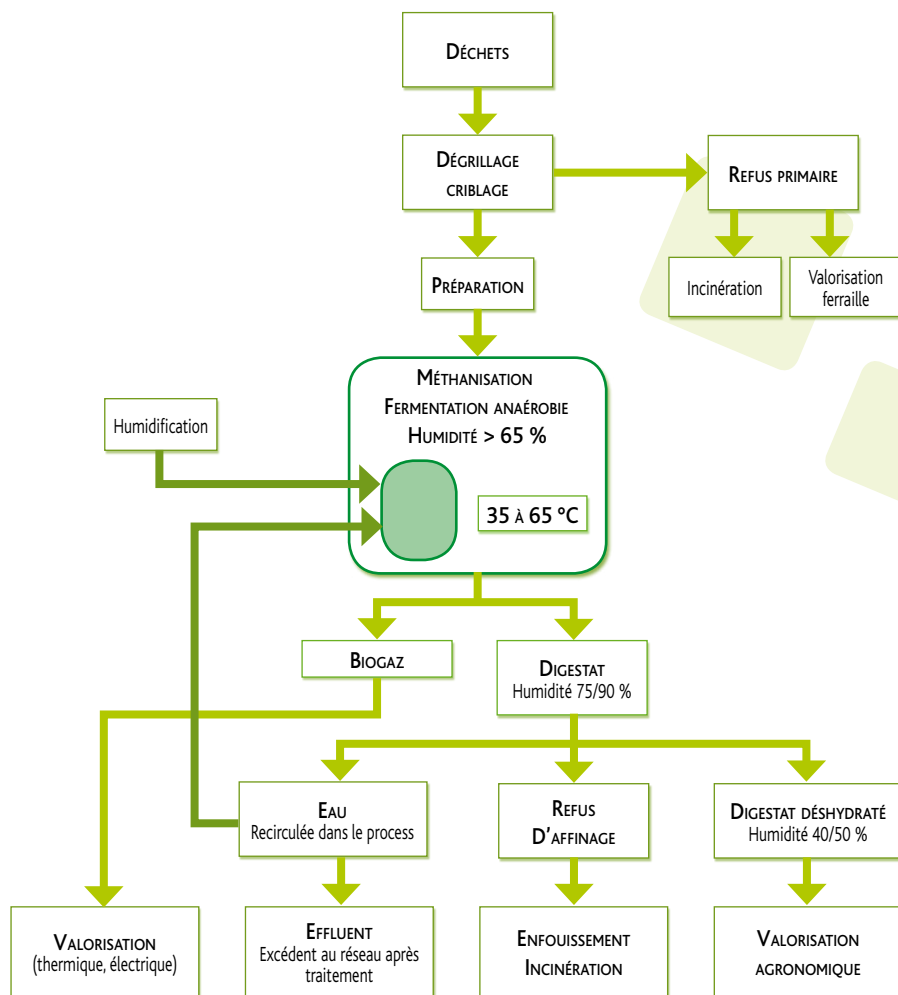 Déchets
Dégrillage
criblage
Refus primaire
Préparation
Incinération
Valorisation
ferraille
Méthanisation
Fermentation anaérobie
Humidité > 65 %
Humidification
35 à 65 °C
Biogaz
Digestat
Humidité 75/90 %
Eau
Recirculée dans le process
Refus
D'affinage
Digestat déshydraté
Humidité 40/50 %
Valorisation
(thermique, électrique)
Effluent
Excédent au réseau après
traitement
Enfouissement
Incinération
Valorisation
agronomique